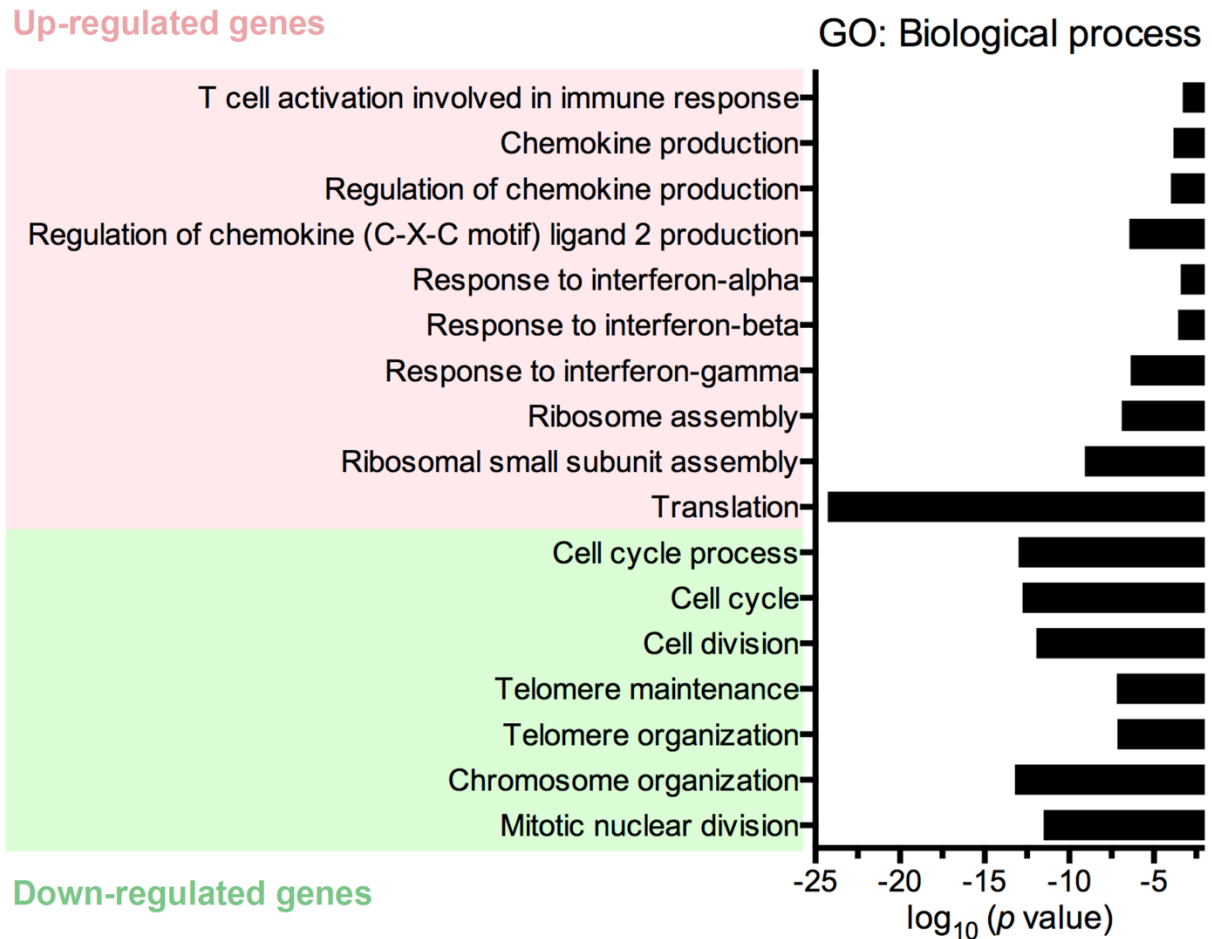 Up-regulated genes
GO: Biological process
T cell activation involved in immune response
Chemokine production
Regulation of chemokine production
Regulation of chemokine (C-X-C motif) ligand 2 production
Response to interferon-alpha
Response to interferon-beta
Response to interferon-gamma
Ribosome assembly
Ribosomal small subunit assembly
Translation
Cell cycle process
Cell cycle
Cell division
Telomere maintenance
Telomere organization
Chromosome organization
Mitotic nuclear division
-25 -20 -15 -10 -5
Down-regulated genes
log10 (p value)